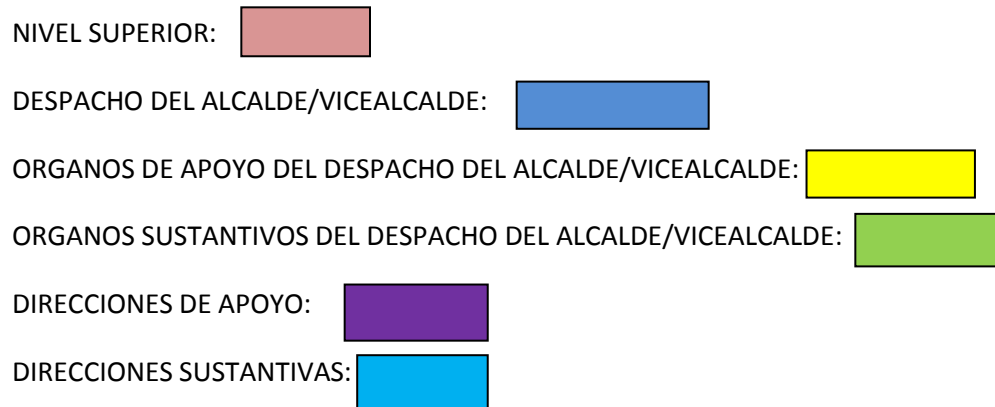 NIVEL SUPERIOR:
DESPACHO DEL ALCALDE/VICEALCALDE:
ORGANOS DE APOYO DEL DESPACHO DEL ALCALDE/VICEALCALDE:
ORGANOS SUSTANTIVOS DEL DESPACHO DEL ALCALDE/VICEALCALDE:
DIRECCIONES DE APOYO:
DIRECCIONES SUSTANTIVAS: